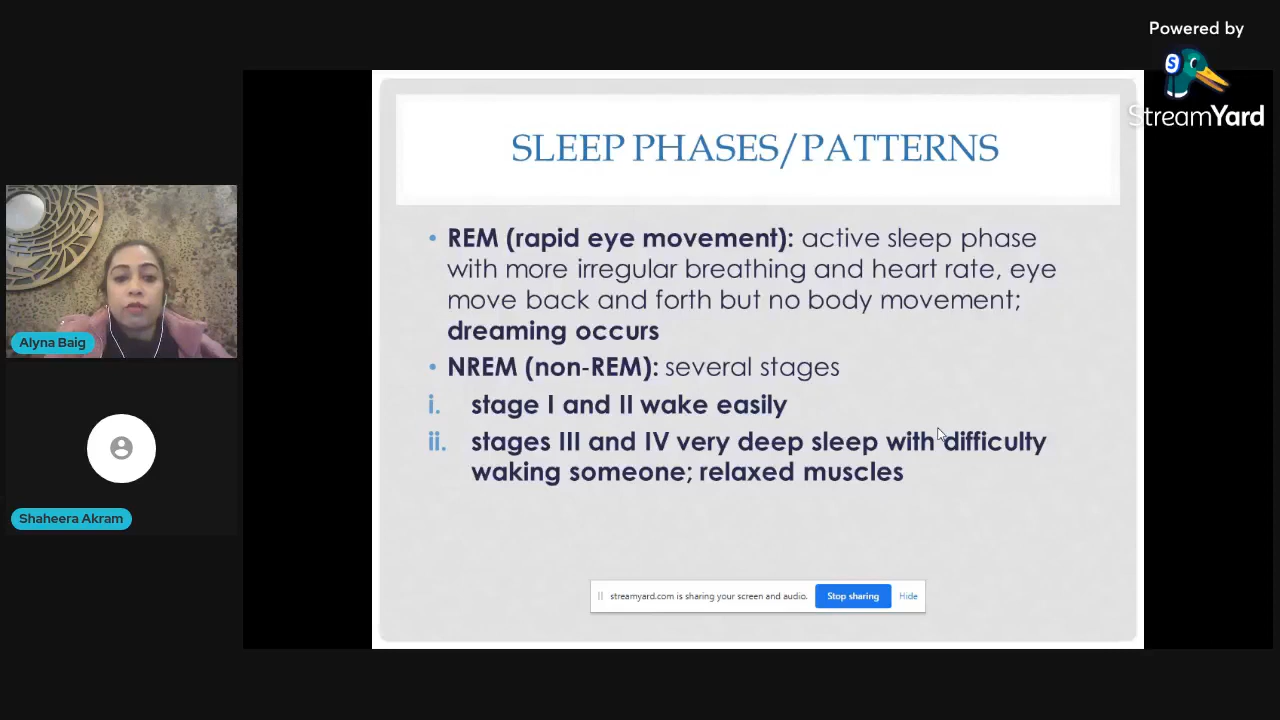 Powered by
StreamYard
SLEEP PHASES/PATTERNS
• REM (rapid eye movement): active sleep phase
with more irregular breathing and heart rate, eye
move back and forth but no body movement;
dreaming occurs
• NREM (non-REM): several stages
i. stage I and II wake easily
ii. stages III and IV very deep sleep with difficulty
waking someone; relaxed muscles
Alyna Baig
Shaheera Akram
streamyard.com is sharing your screen and audio. Stop sharing Hide